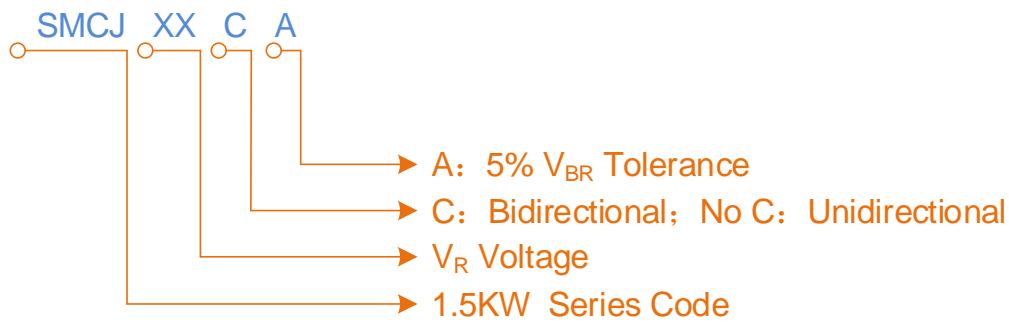 SMCJ XX C A
A：5% VBR Tolerance
C：Bidirectional；No C：Unidirectional
VR Voltage
1.5KW Series Code